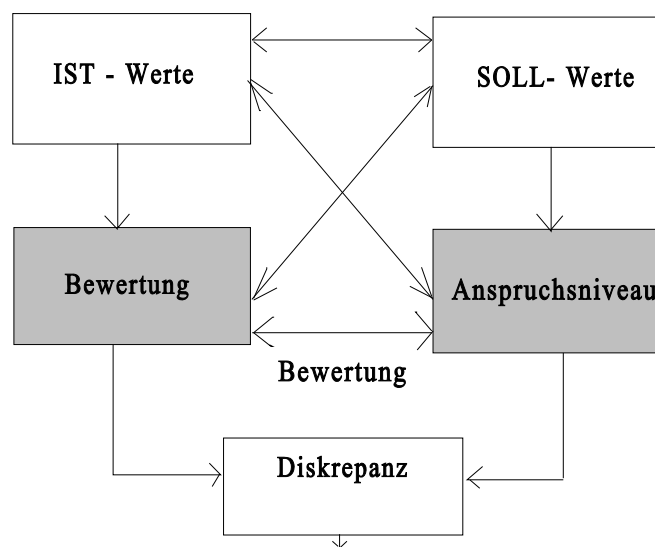 IST - Werte
SOLL- Werte
Bewertung
Anspruchsniveau
Bewertung
Diskrepanz